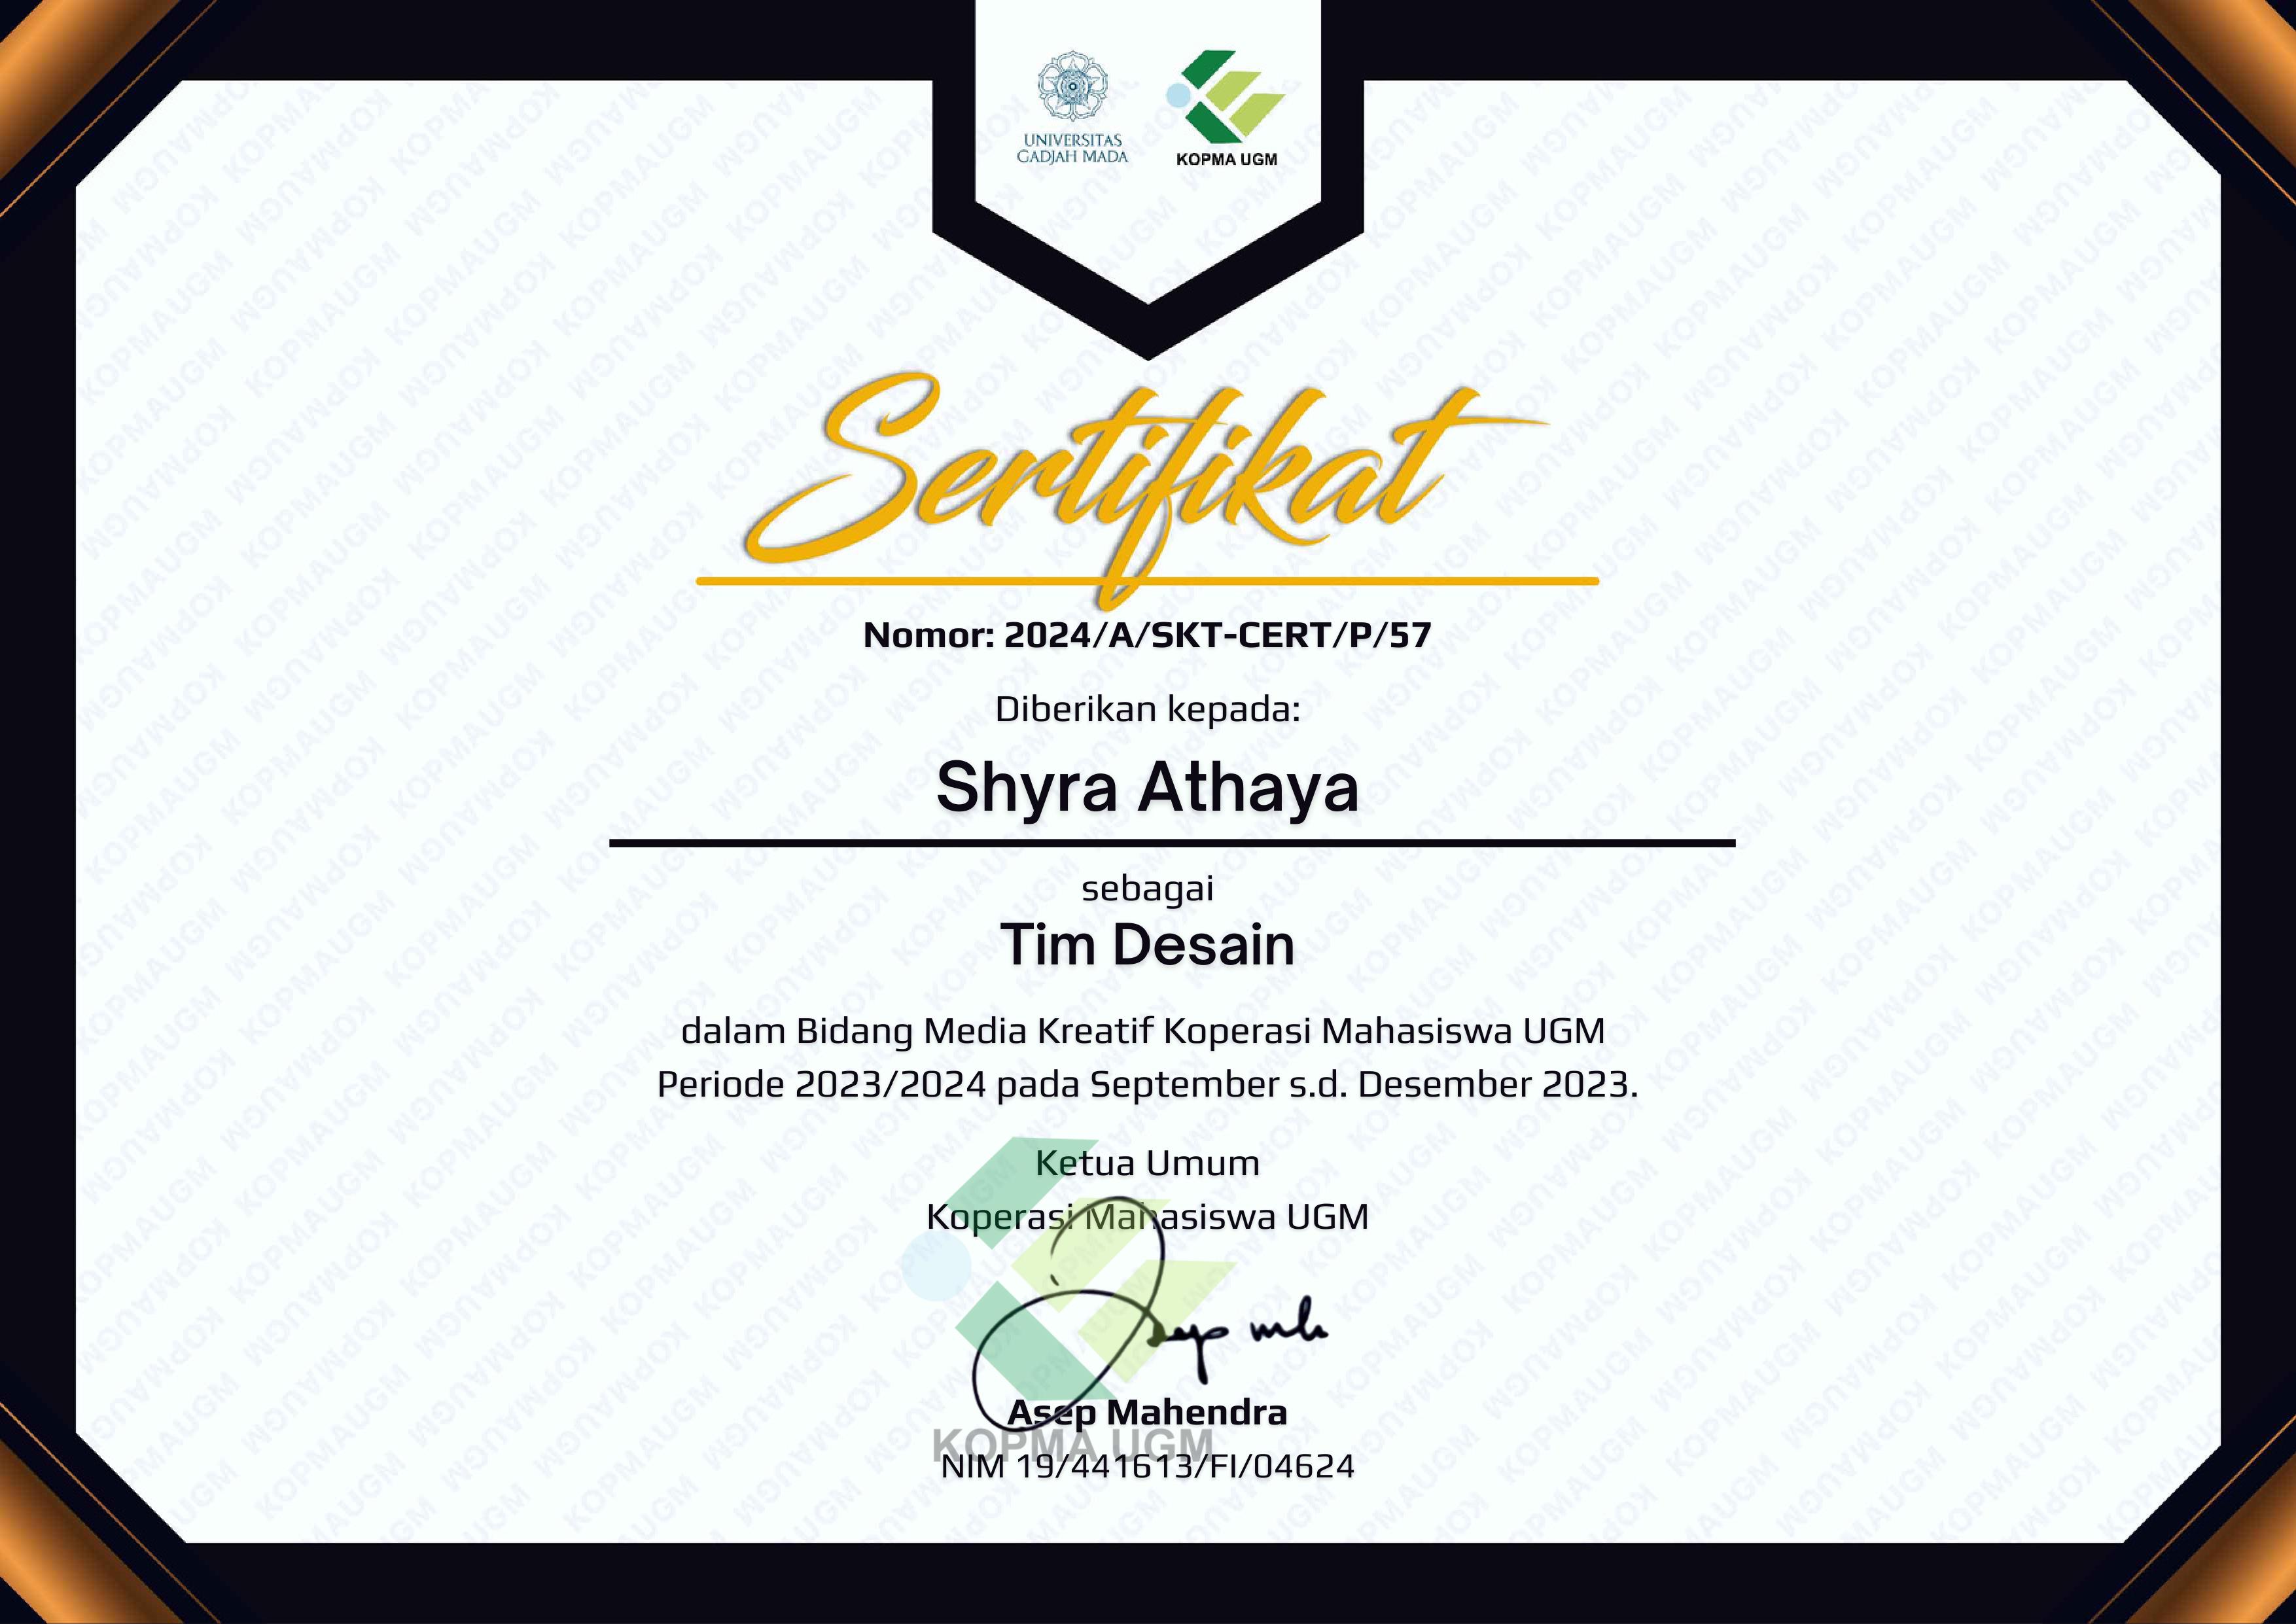 UNIVERSITAS
GADJAH MADA
KOPMA UGM
Sertifikat
Nomor: 2024/A/SKT-CERT/P/57
Diberikan kepada:
Shyra Athaya
sebagai
Tim Desain
dalam Bidang Media Kreatif Koperasi Mahasiswa UGM
Periode 2023/2024 pada September s.d. Desember 2023.
Ketua Umum
Koperasi Mahasiswa UGM
Asep Mahendra
KOPMA UGM
NIM 19/441613/FI/04624